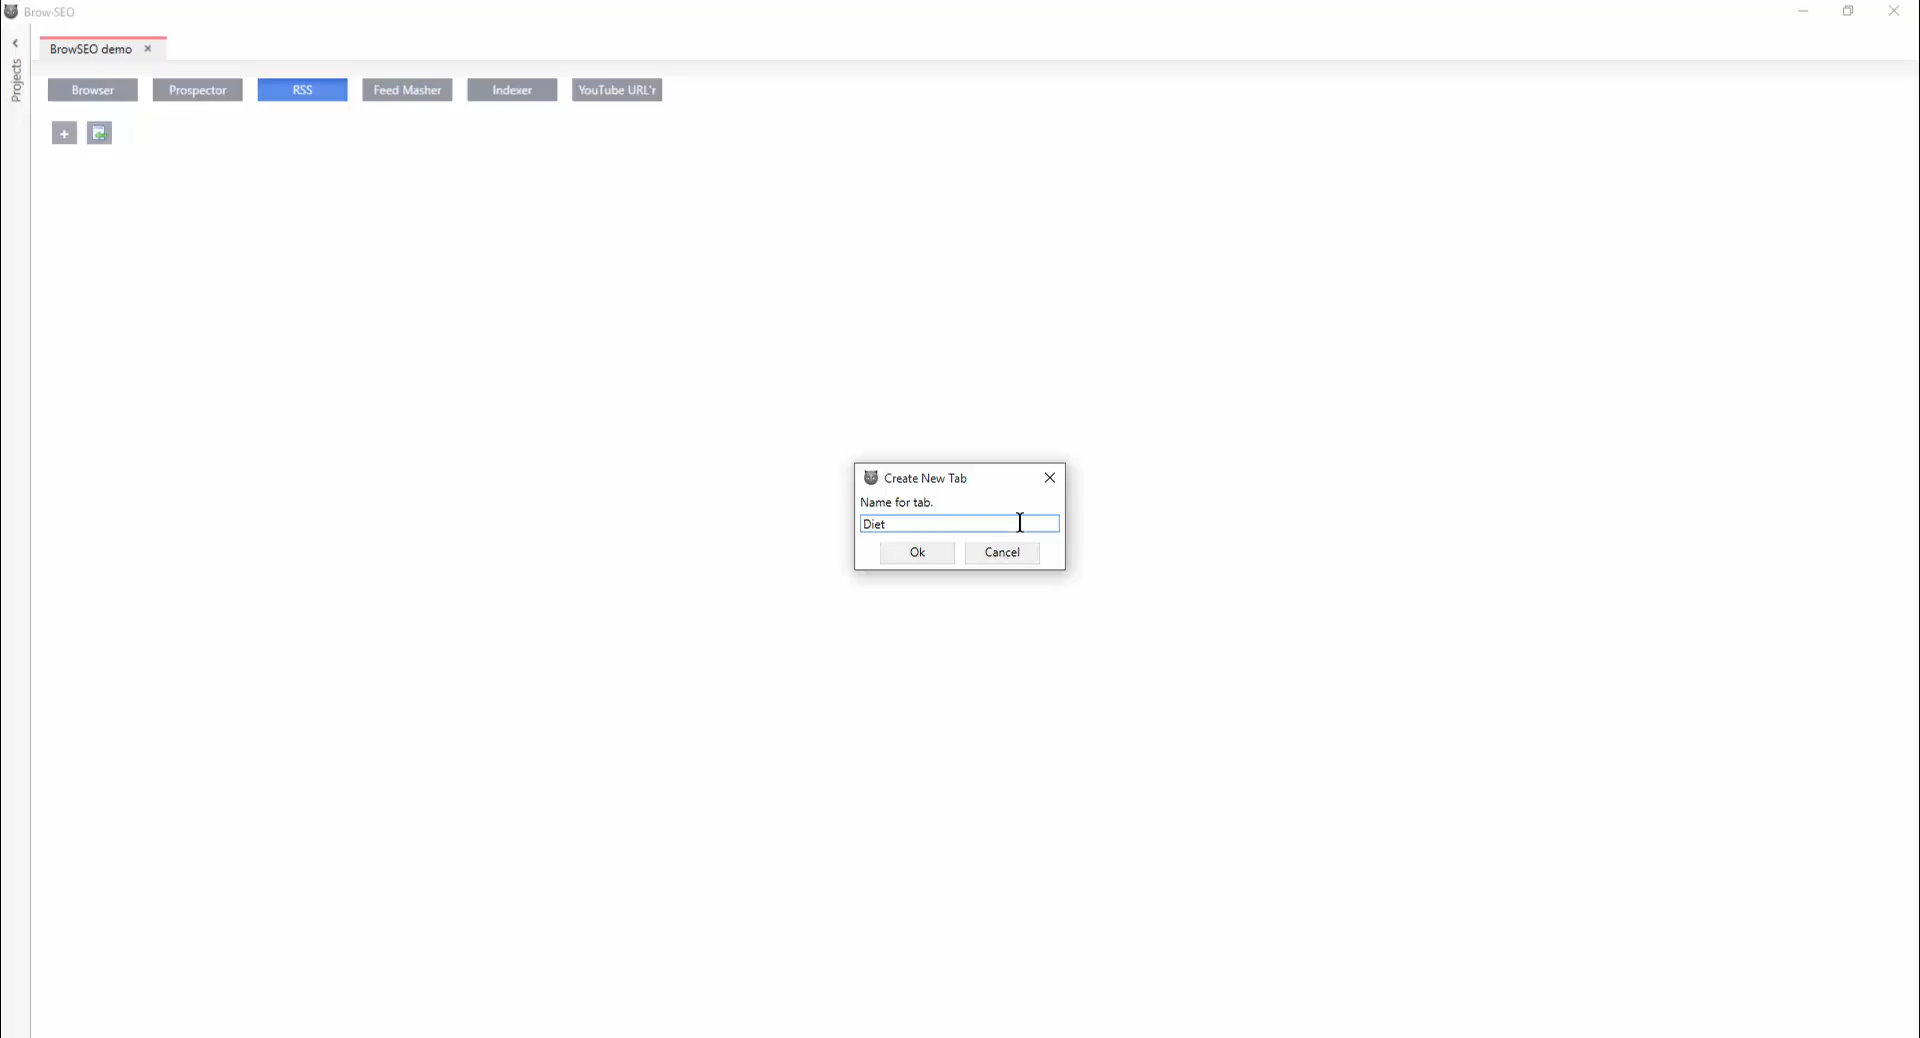 Brow-SEO
Projects
BrowSEO demo
Browser Prospector RSS Feed Masher Indexer YouTube URL'r
Create New Tab
Name for tab.
Diet
Ok Cancel